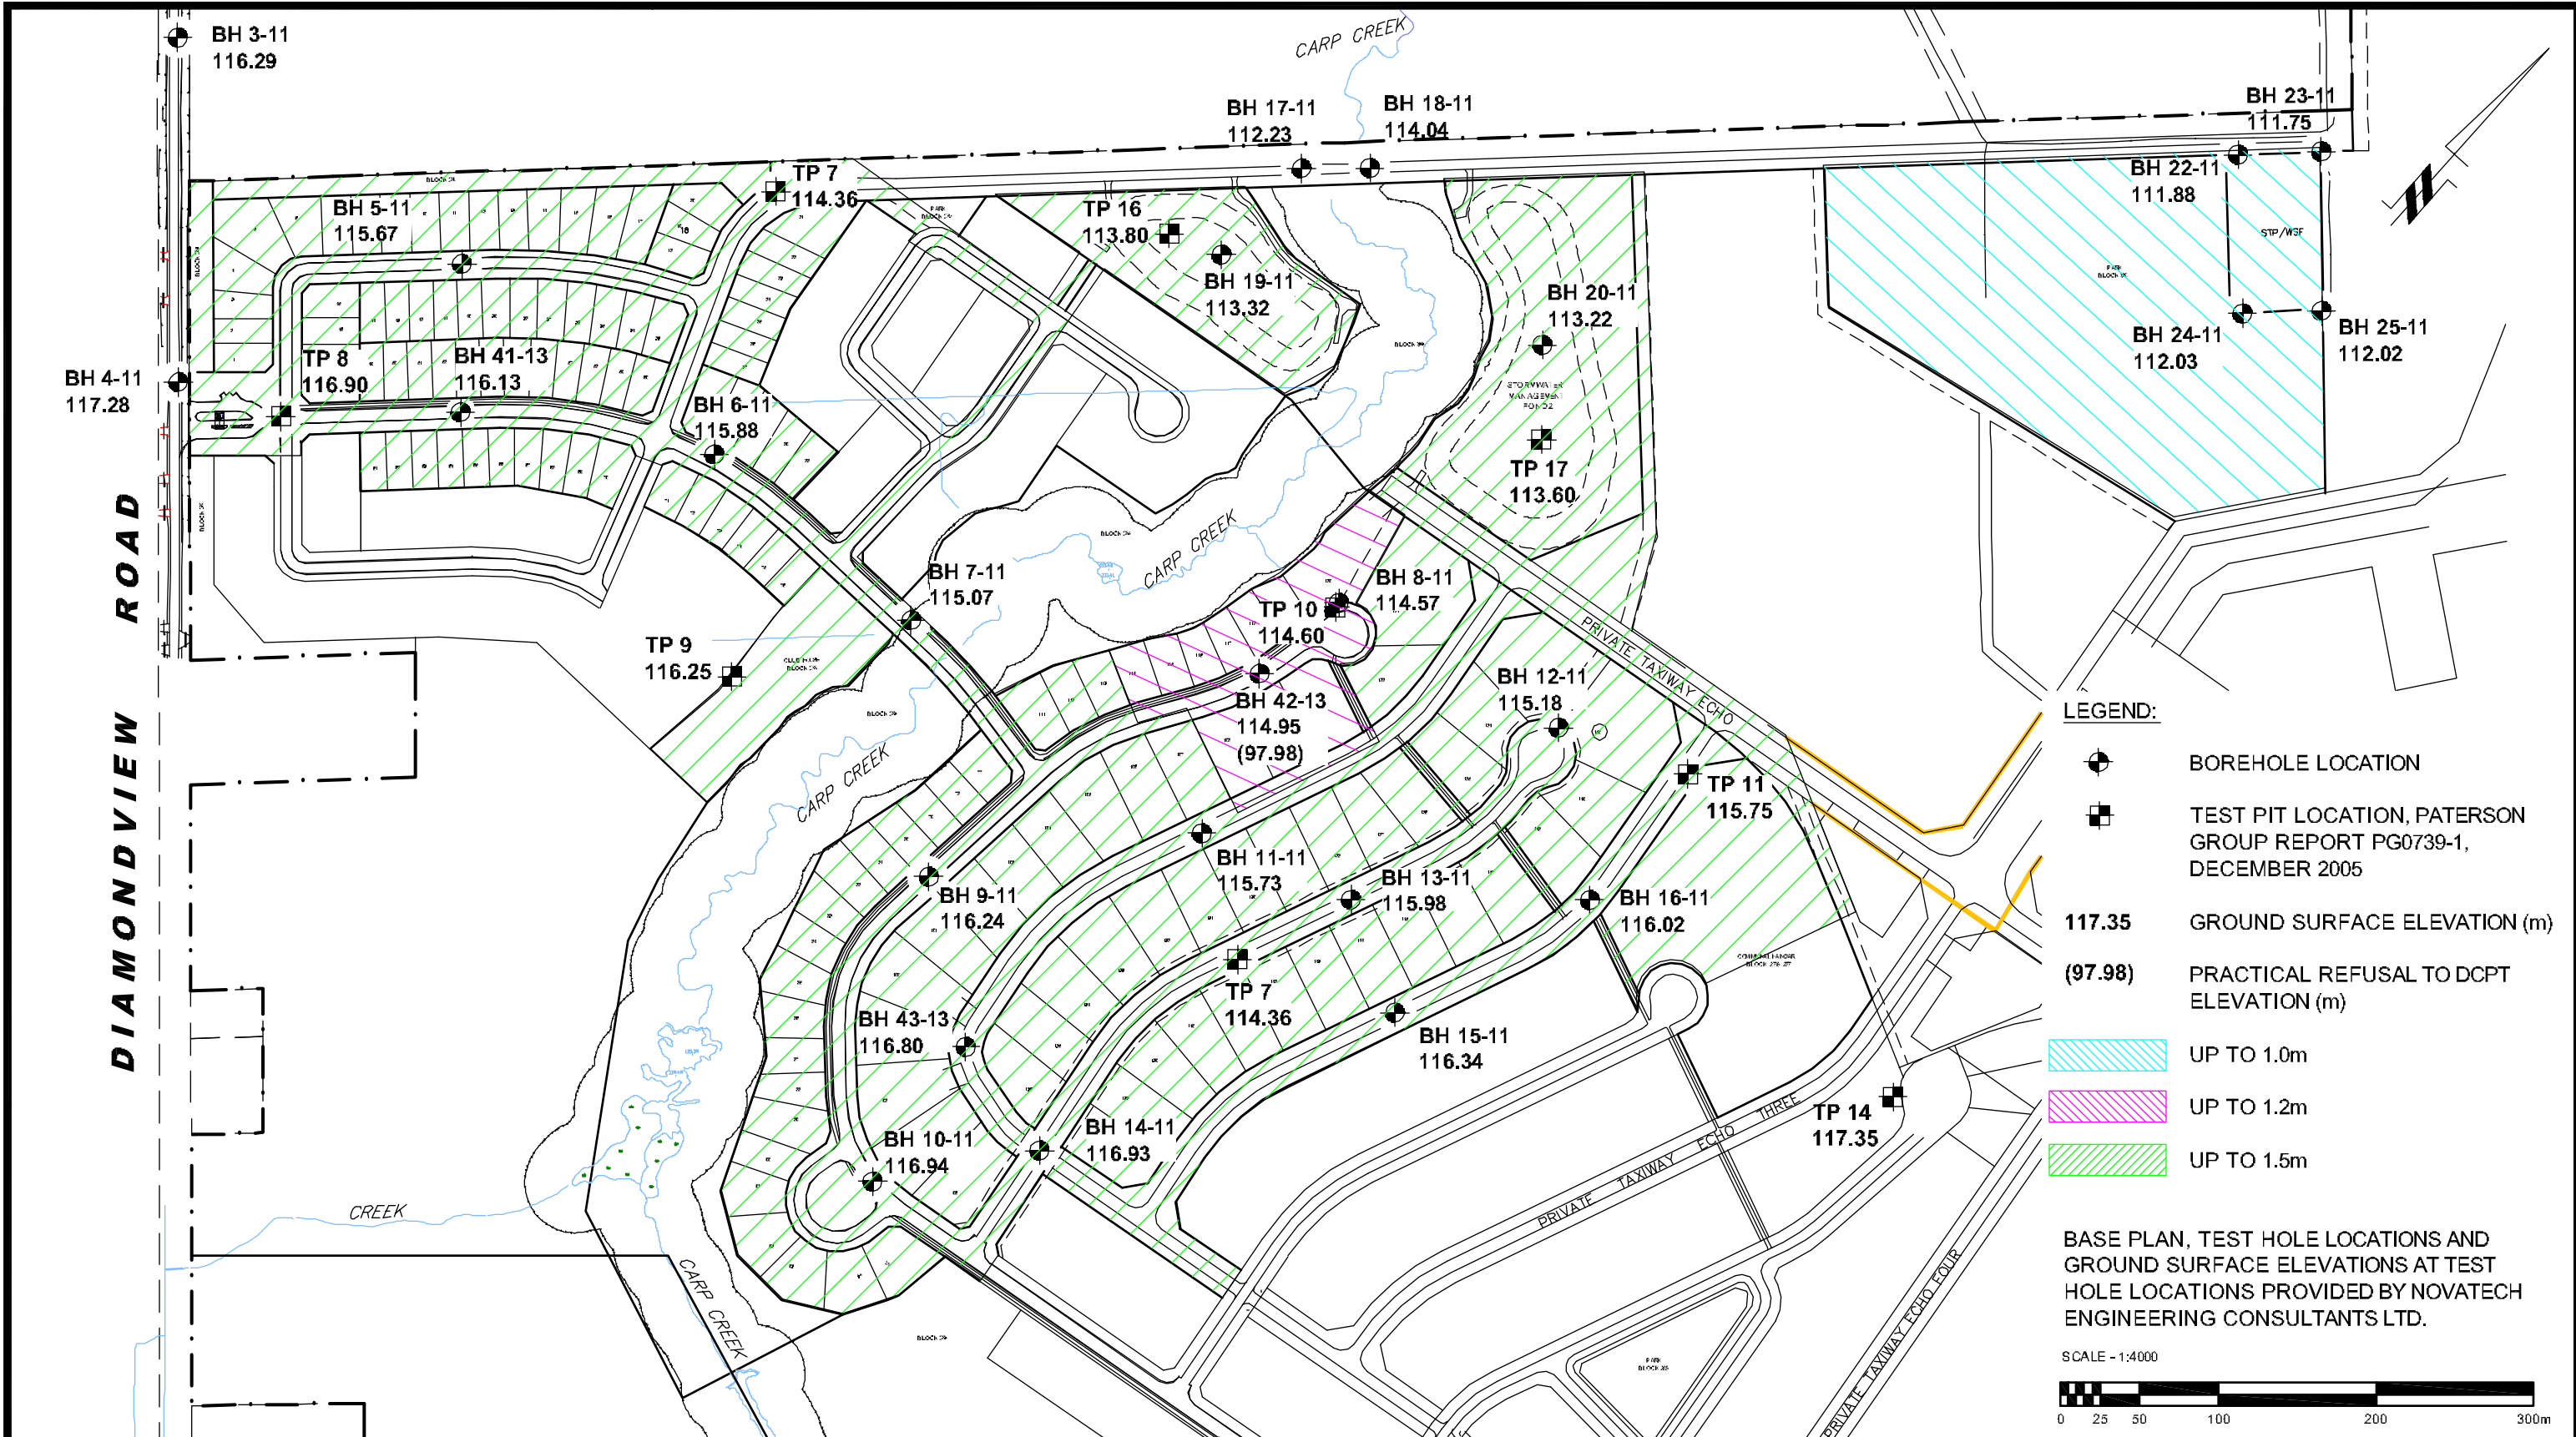 BH 3-11
116.29
CARP CREEK
BH 17-11
112.23
BH 18-11
114.04
BH 23-11
111.75
BH 22-11
111.88
TP 7
114.36
BH 5-11
115.67
TP 16
113.80
BH 19-11
113.32
BH 20-11
113.22
STP/WSF
PARK
BH 24-11
112.03
BH 25-11
112.02
BH 4-11
117.28
TP 8
116.90
BH 41-13
116.13
BH 6-11
115.88
STORMWATER
MANAGEMENT
POND 2
TP 17
113.60
CARP CREEK
BH 7-11
115.07
BH 8-11
114.57
TP 10
114.60
TP 9
116.25
PRIVATE TAXIWAY ECHO
BH 12-11
115.18
BH 42-13
114.95
(97.98)
CARP CREEK
TP 11
115.75
BH 11-11
115.73
BH 9-11
116.24
BH 13-11
115.98
BH 16-11
116.02
TP 7
114.36
BH 43-13
116.80
BH 15-11
116.34
BH 14-11
116.93
BH 10-11
116.94
TP 14
117.35
PRIVATE TAXIWAY ECHO THREE
PRIVATE TAXIWAY ECHO FOUR
CREEK
CARP CREEK
DIAMONDVIEW ROAD
LEGEND:
BOREHOLE LOCATION
TEST PIT LOCATION, PATERSON
GROUP REPORT PG0739-1,
DECEMBER 2005
117.35 GROUND SURFACE ELEVATION (m)
(97.98) PRACTICAL REFUSAL TO DCPT
ELEVATION (m)
UP TO 1.0m
UP TO 1.2m
UP TO 1.5m
BASE PLAN, TEST HOLE LOCATIONS AND
GROUND SURFACE ELEVATIONS AT TEST
HOLE LOCATIONS PROVIDED BY NOVATECH
ENGINEERING CONSULTANTS LTD.
SCALE - 1:4000
0 25 50 100 200 300m